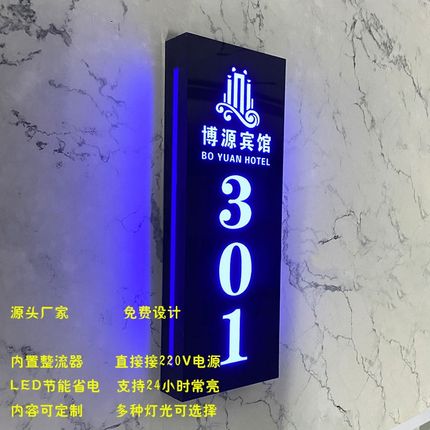 博源宾馆
BO YUAN HOTEL
301
源头厂家 免费设计
内置整流器 直接接220V电源
LED节能省电 支持24小时常亮
内容可定制 多种灯光可选择